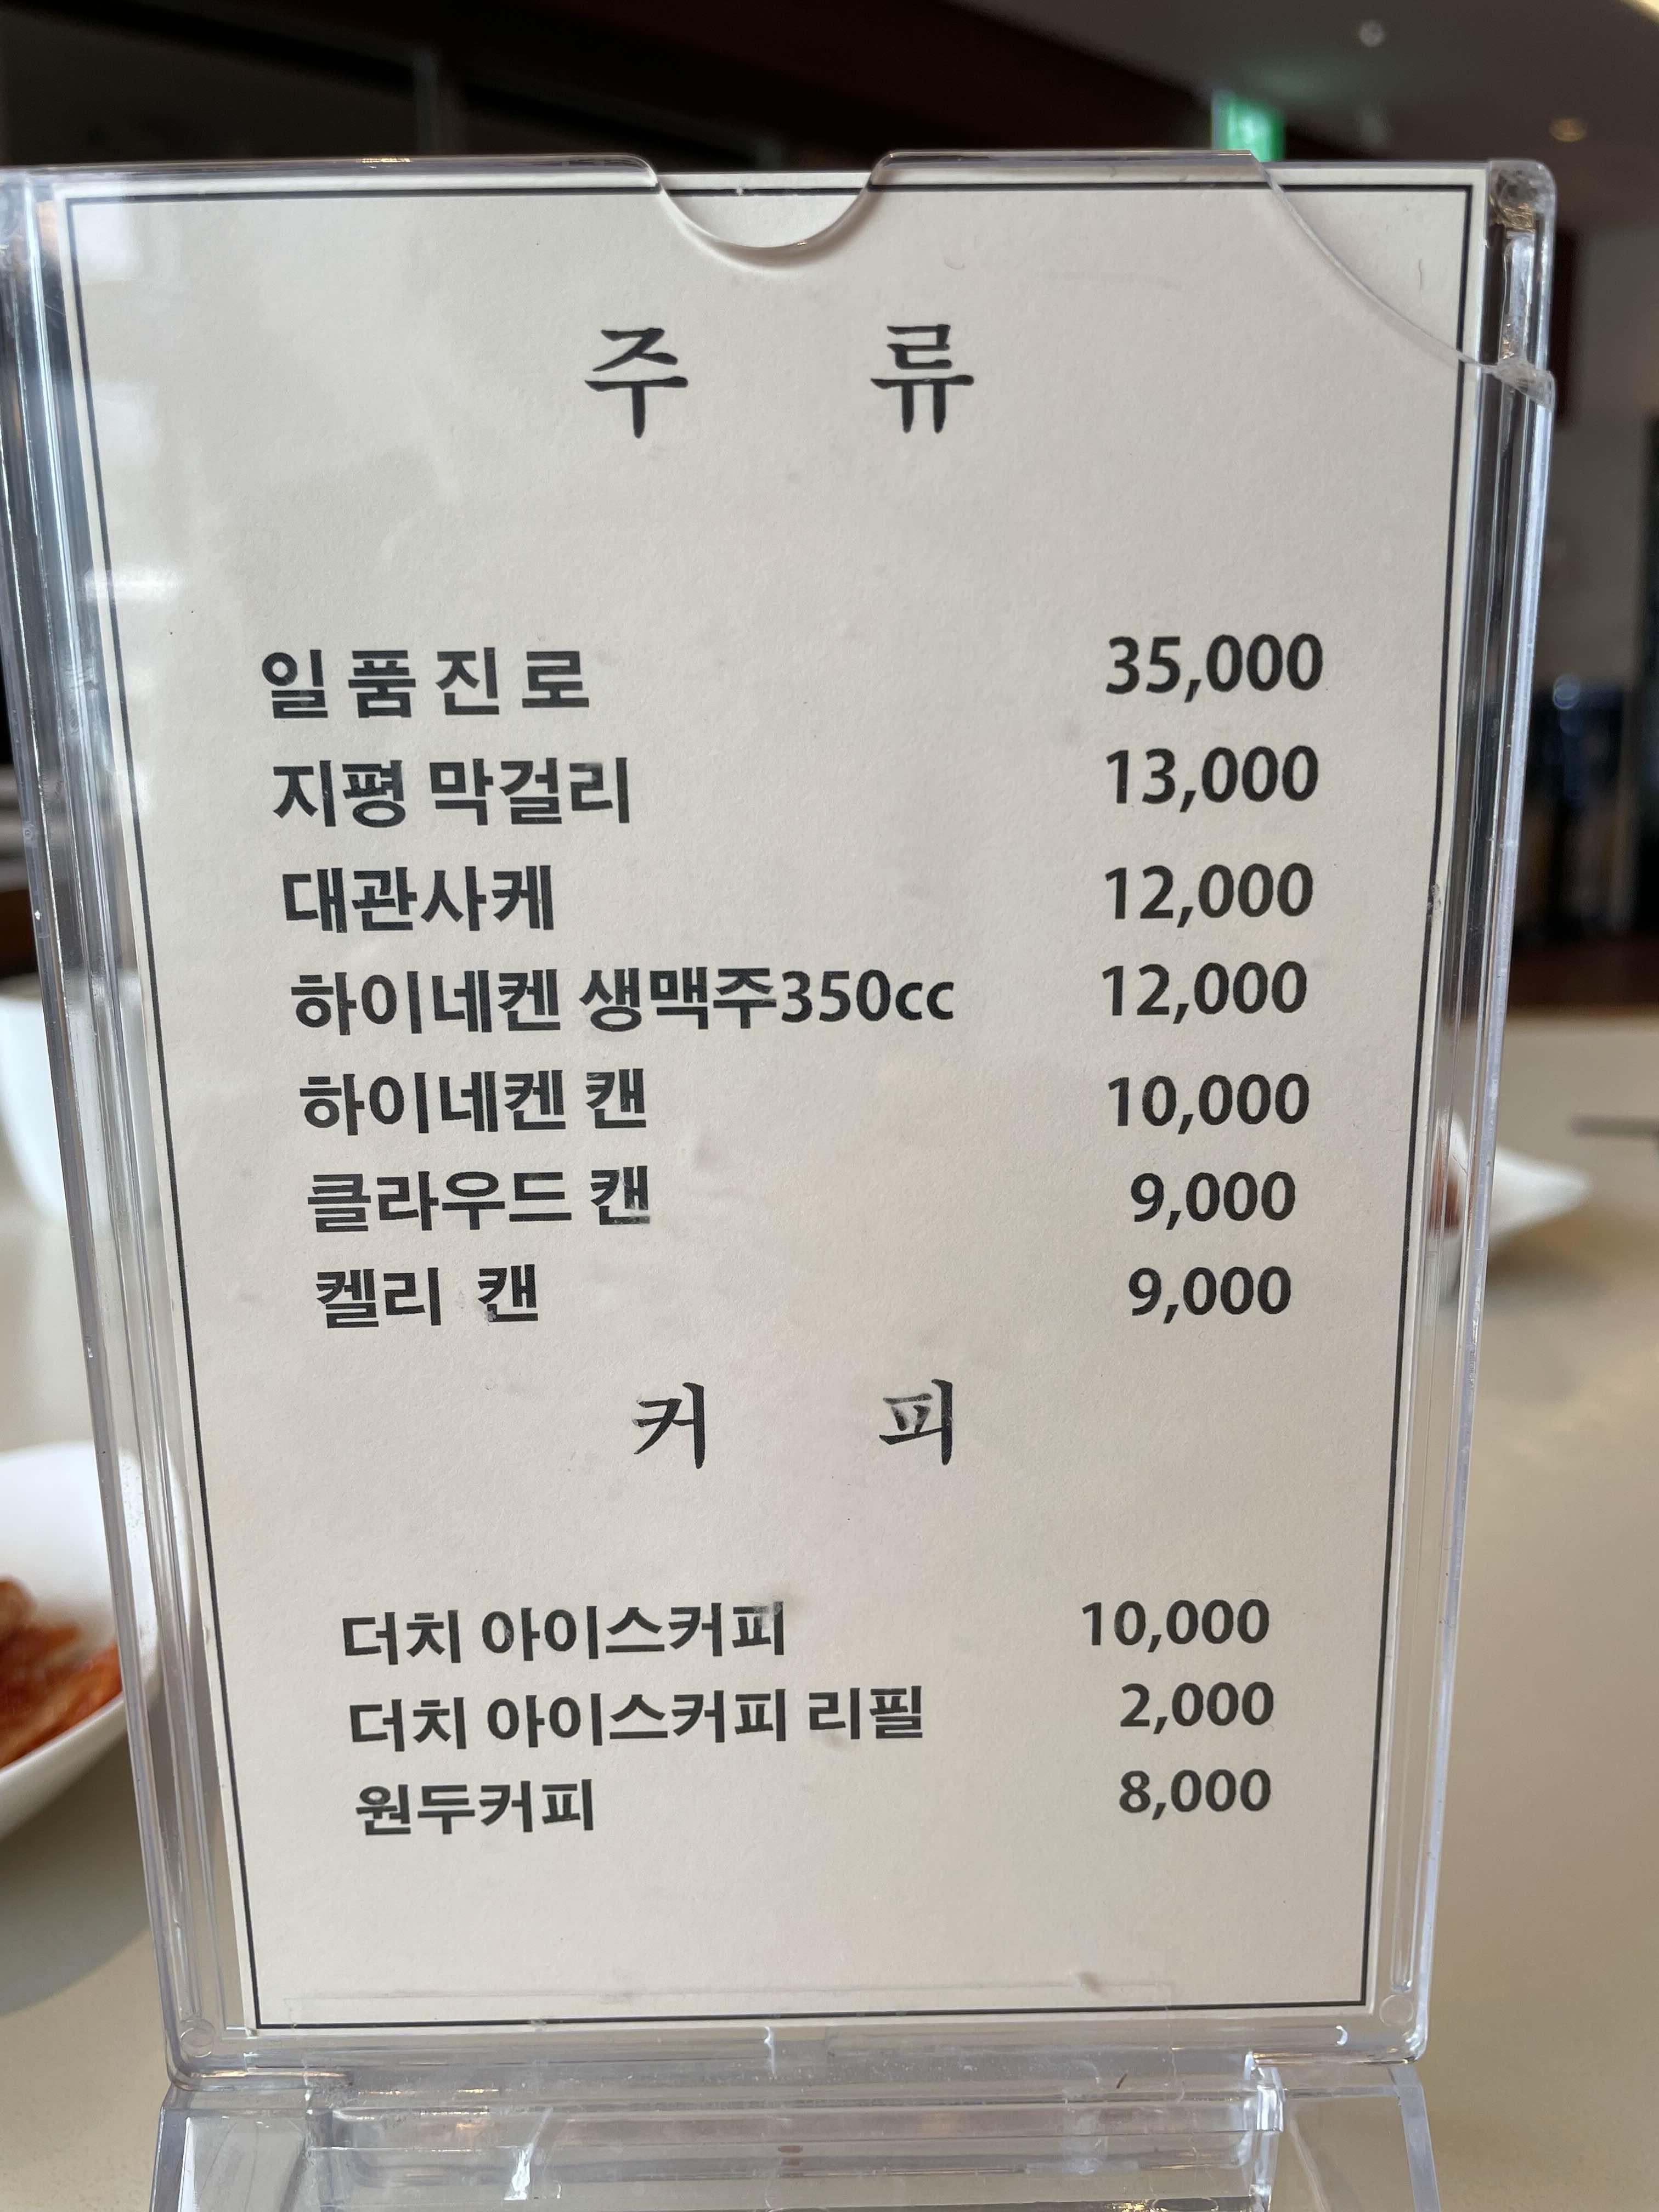 주 류
일품진로 35,000
지평 막걸리 13,000
대관사케 12,000
하이네켄 생맥주350cc 12,000
하이네켄 캔 10,000
클라우드 캔 9,000
켈리 캔 9,000
커 피
더치 아이스커피 10,000
더치 아이스커피 리필 2,000
원두커피 8,000